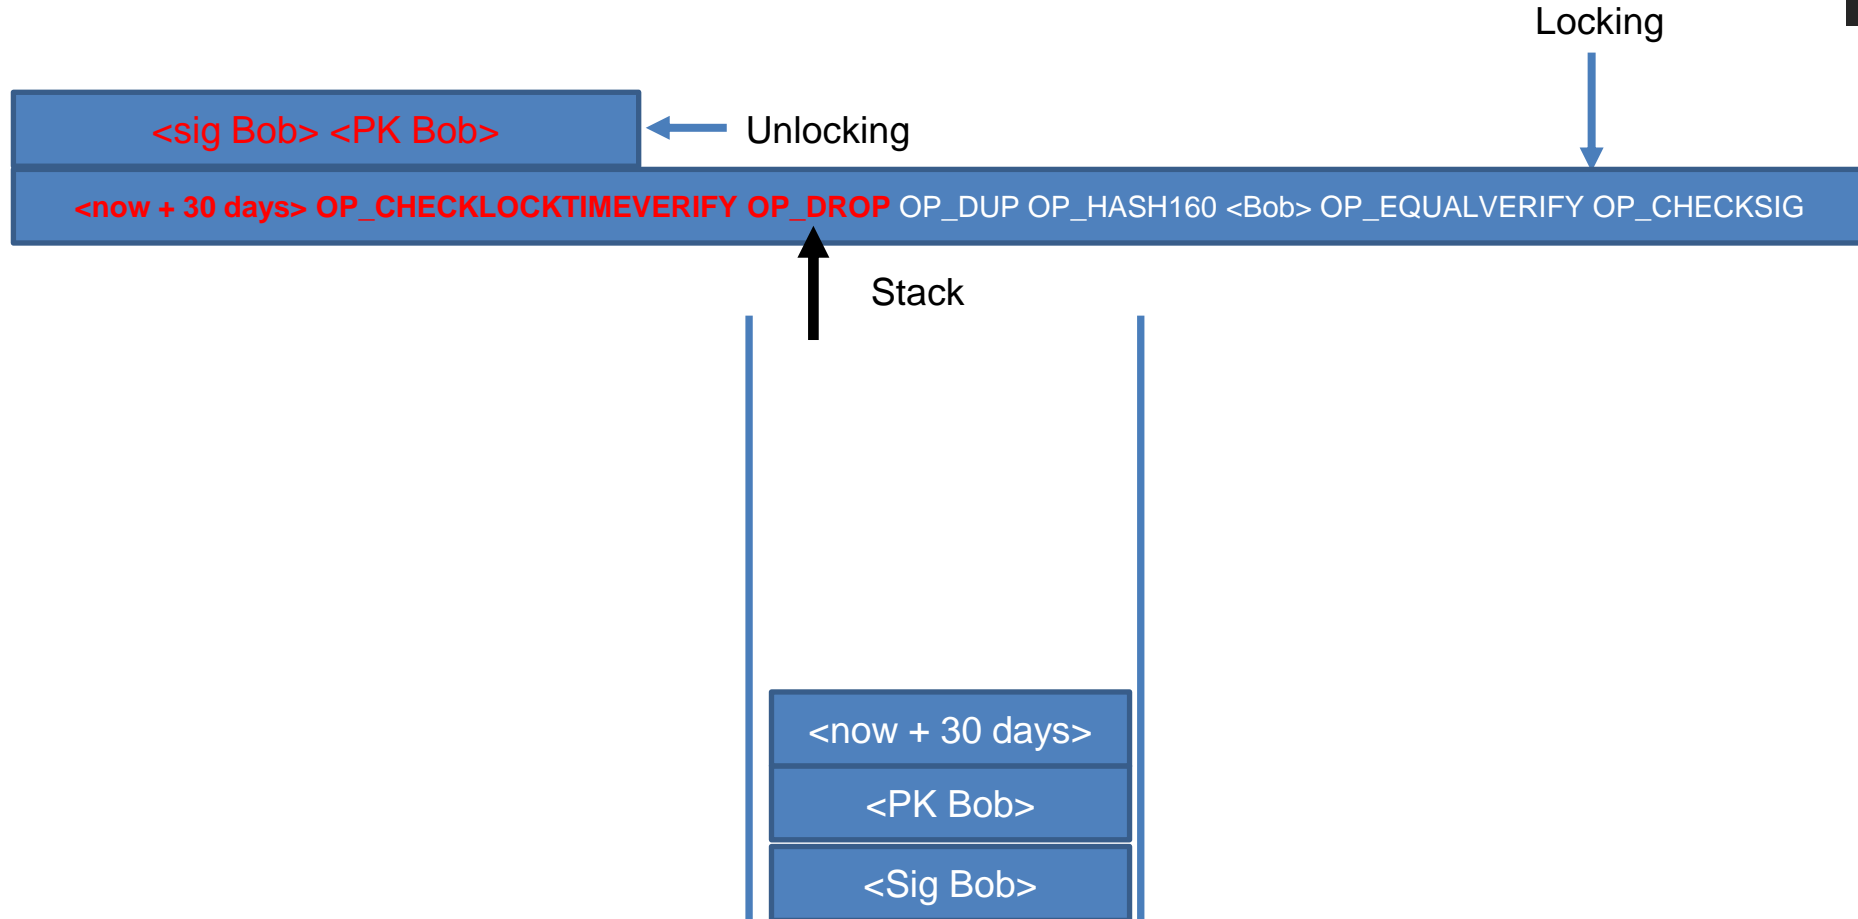 Locking
<sig Bob> <PK Bob>
Unlocking
<now + 30 days> OP_CHECKLOCKTIMEVERIFY OP_DROP OP_DUP OP_HASH160 <Bob> OP_EQUALVERIFY OP_CHECKSIG
Stack
<now + 30 days>
<PK Bob>
<Sig Bob>